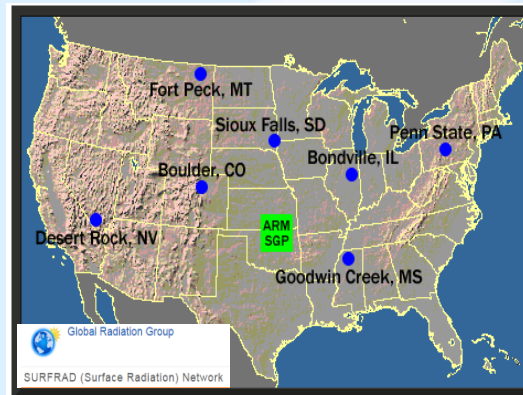 Fort Peck, MT
Sioux Falls, SD
Penn State, PA
Bondville, IL
Boulder, CO
ARM
SGP
Desert Rock, NV
Goodwin Creek, MS
Global Radiation Group
SURFRAD (Surface Radiation) Network